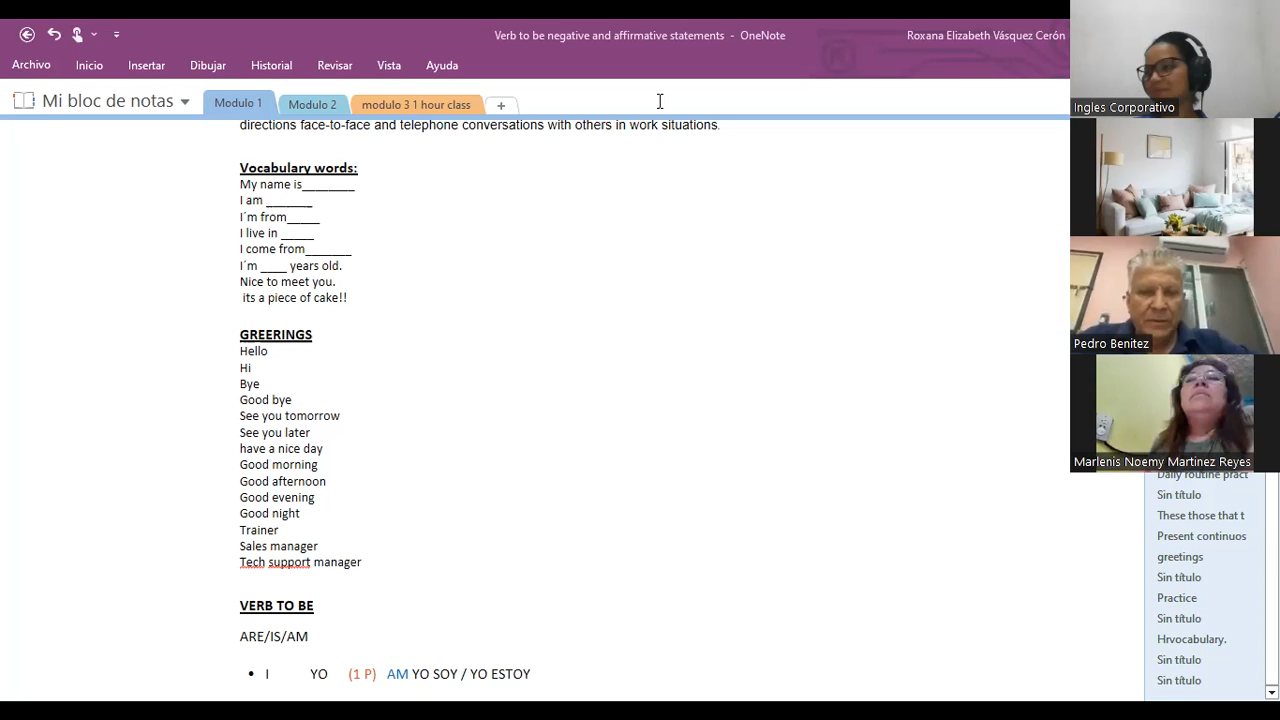 Verb to be negative and affirmative statements - OneNote
Roxana Elizabeth Vásquez Cerón
Archivo Inicio Insertar Dibujar Historial Revisar Vista Ayuda
Mi bloc de notas Modulo 1 Modulo 2 modulo 3 1 hour class +
directions face-to-face and telephone conversations with others in work situations.
Vocabulary words:
My name is________
I am _______
I´m from_____
I live in _____
I come from_______
I´m ____ years old.
Nice to meet you.
its a piece of cake!!
GREERINGS
Hello
Hi
Bye
Good bye
See you tomorrow
See you later
have a nice day
Good morning
Good afternoon
Good evening
Good night
Trainer
Sales manager
Tech support manager
VERB TO BE
ARE/IS/AM
• I YO (1 P) AM YO SOY / YO ESTOY
Ingles Corporativo
Pedro Benitez
Marlenis Noemy Martinez Reyes
Daily routine pract
Sin título
These those that t
Present continuos
greetings
Sin título
Practice
Sin título
Hrvocabulary.
Sin título
Sin título